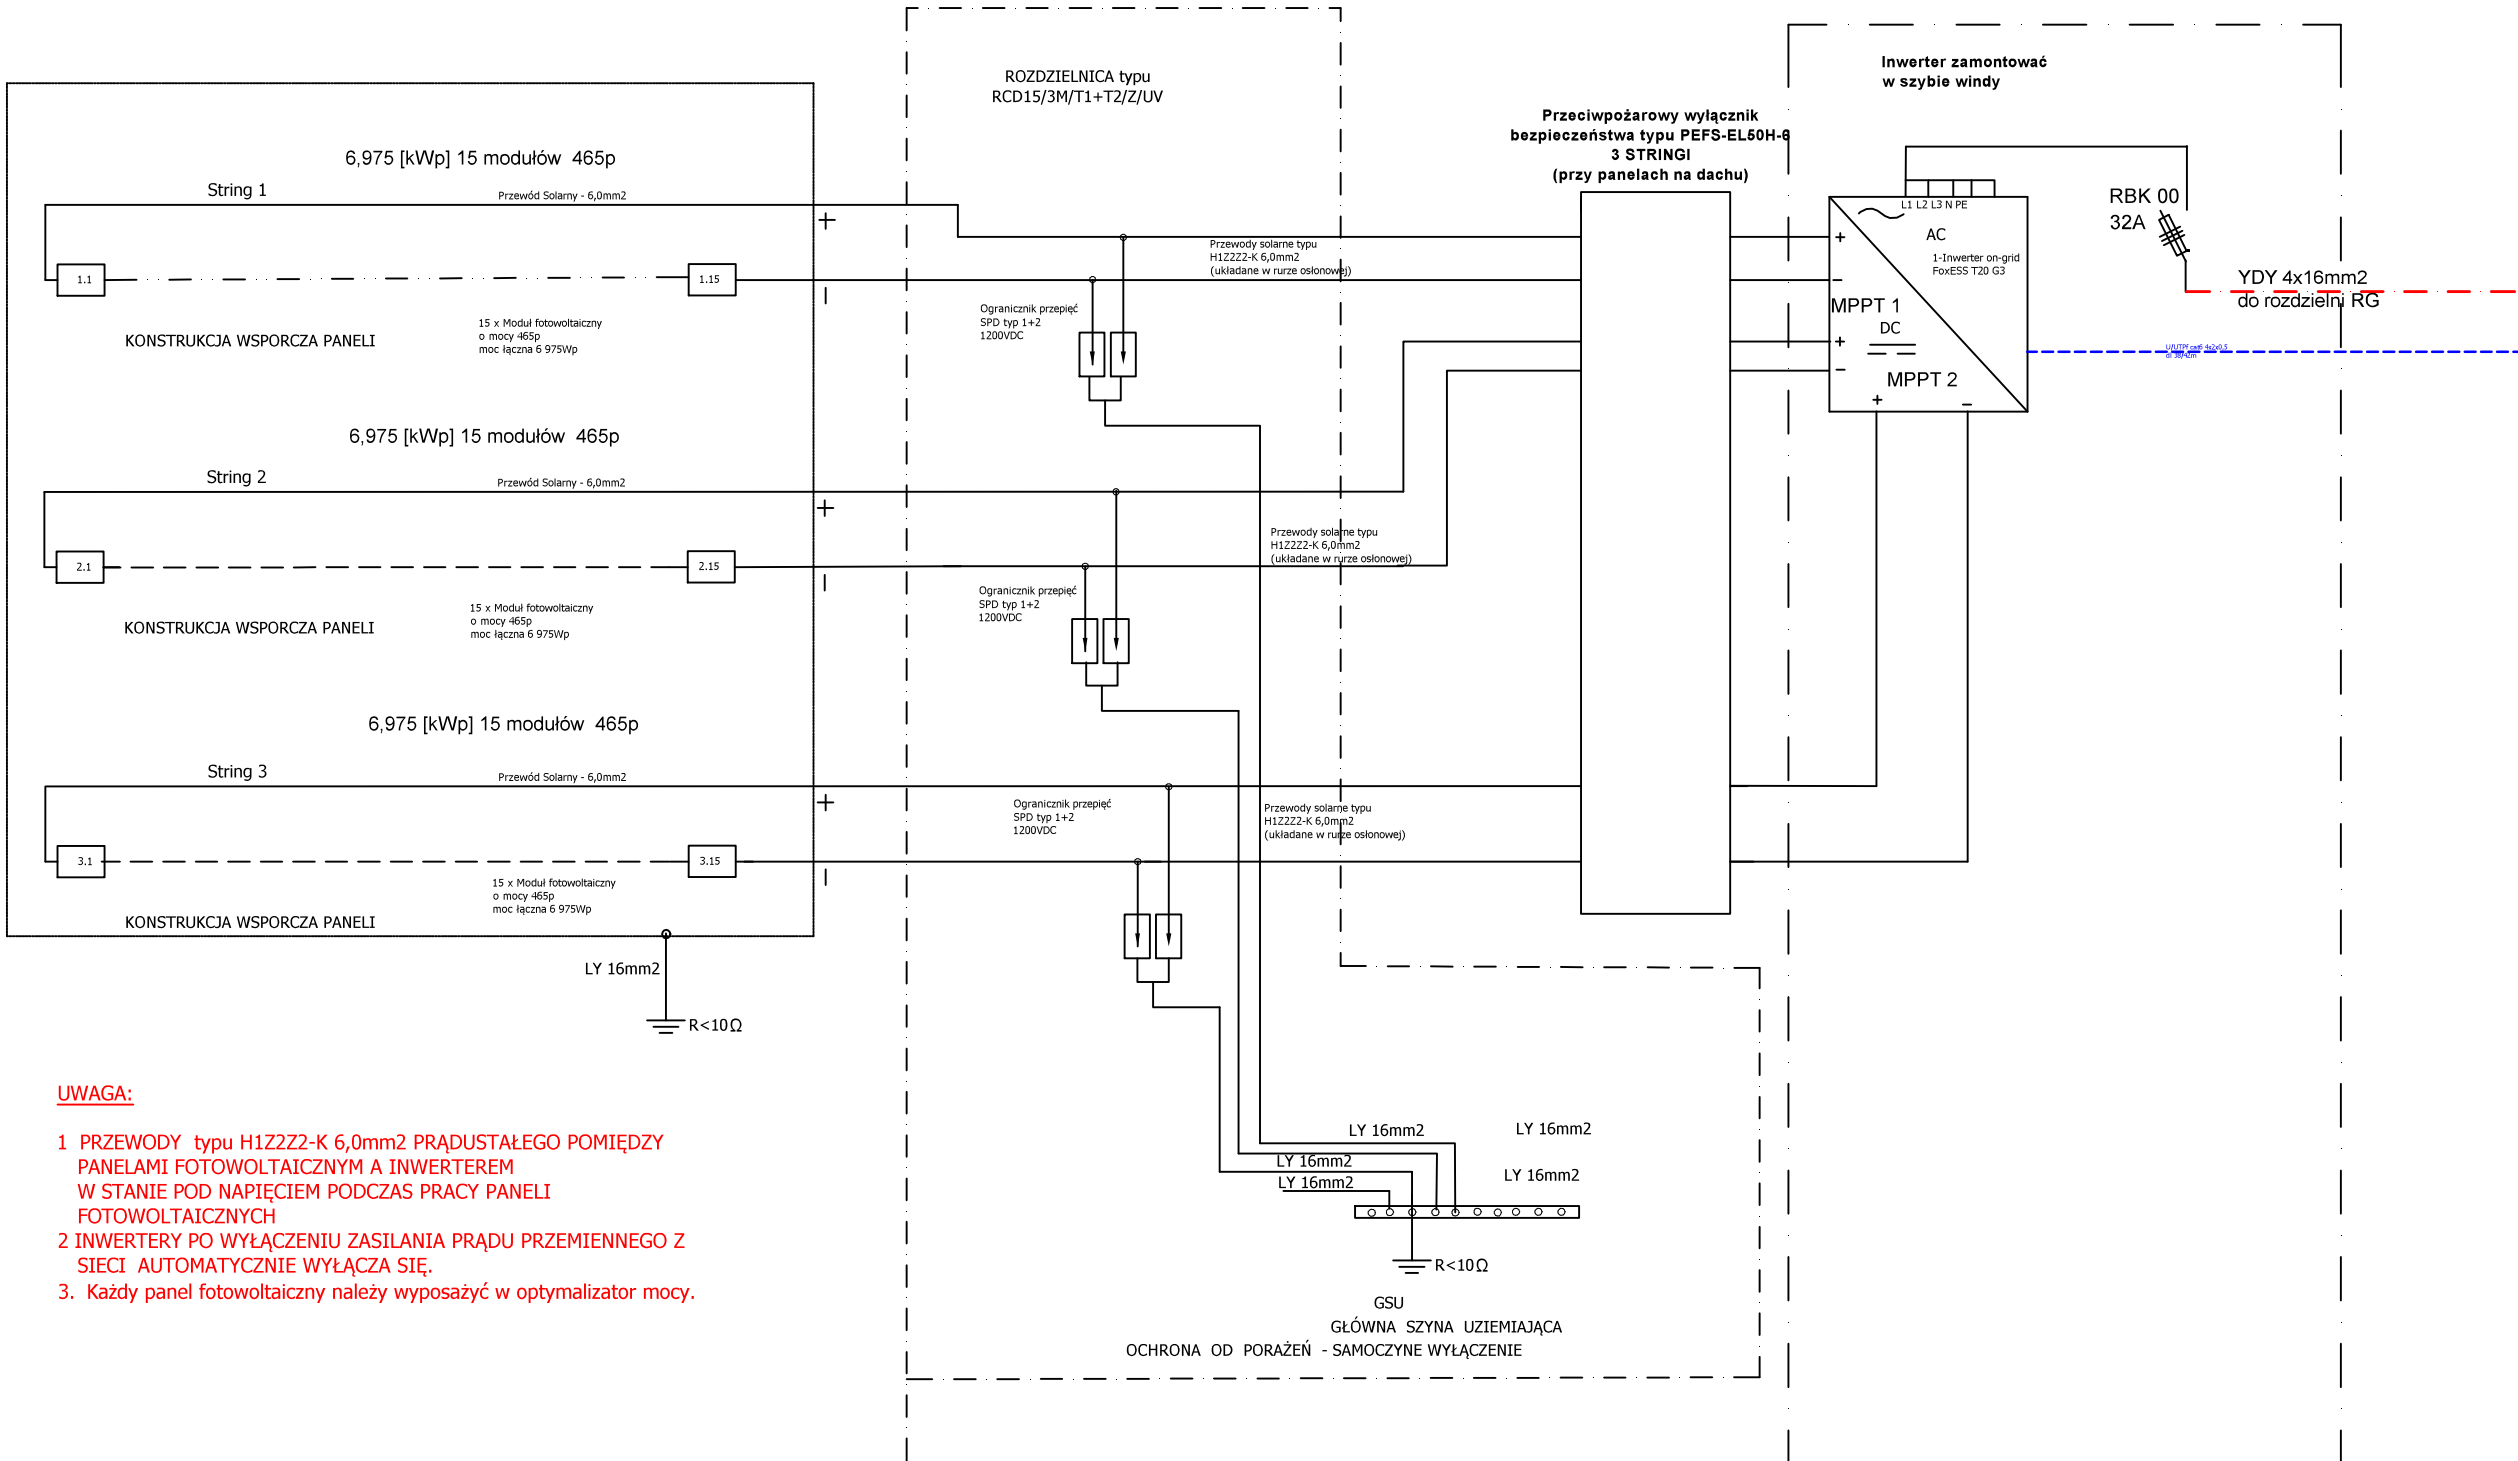 ROZDZIELNICA typu
RCD15/3M/T1+T2/Z/UV
Inwerter zamontować
w szybie windy
Przeciwpożarowy wyłącznik
bezpieczeństwa typu PEFS-EL50H-6
3 STRINGI
(przy panelach na dachu)
6,975 [kWp] 15 modułów 465p
String 1
Przewód Solarny - 6,0mm2
+
1.1
1.15
KONSTRUKCJA WSPORCZA PANELI
15 x Moduł fotowoltaiczny
o mocy 465p
moc łączna 6 975Wp
Przewody solarne typu
H1Z2Z2-K 6,0mm2
(układane w rurze osłonowej)
Ogranicznik przepięć
SPD typ 1+2
1200VDC
L1 L2 L3 N PE
AC
1-Inwerter on-grid
FoxESS T20 G3
+
−
MPPT 1
DC
+
−
MPPT 2
+ −
RBK 00
32A
YDY 4x16mm2
do rozdzielni RG
U/UTPf cat6 4x2x0,5
dł 38/42m
6,975 [kWp] 15 modułów 465p
String 2
Przewód Solarny - 6,0mm2
+
2.1
2.15
KONSTRUKCJA WSPORCZA PANELI
15 x Moduł fotowoltaiczny
o mocy 465p
moc łączna 6 975Wp
Przewody solarne typu
H1Z2Z2-K 6,0mm2
(układane w rurze osłonowej)
Ogranicznik przepięć
SPD typ 1+2
1200VDC
6,975 [kWp] 15 modułów 465p
String 3
Przewód Solarny - 6,0mm2
+
3.1
3.15
KONSTRUKCJA WSPORCZA PANELI
15 x Moduł fotowoltaiczny
o mocy 465p
moc łączna 6 975Wp
Ogranicznik przepięć
SPD typ 1+2
1200VDC
Przewody solarne typu
H1Z2Z2-K 6,0mm2
(układane w rurze osłonowej)
LY 16mm2
R<10Ω
UWAGA:
1 PRZEWODY typu H1Z2Z2-K 6,0mm2 PRĄDUSTAŁEGO POMIĘDZY
PANELAMI FOTOWOLTAICZNYM A INWERTEREM
W STANIE POD NAPIĘCIEM PODCZAS PRACY PANELI
FOTOWOLTAICZNYCH
2 INWERTERY PO WYŁĄCZENIU ZASILANIA PRĄDU PRZEMIENNEGO Z
SIECI AUTOMATYCZNIE WYŁĄCZA SIĘ.
3. Każdy panel fotowoltaiczny należy wyposażyć w optymalizator mocy.
LY 16mm2
LY 16mm2
LY 16mm2
LY 16mm2
LY 16mm2
R<10Ω
GSU
GŁÓWNA SZYNA UZIEMIAJĄCA
OCHRONA OD PORAŻEŃ - SAMOCZYNE WYŁĄCZENIE